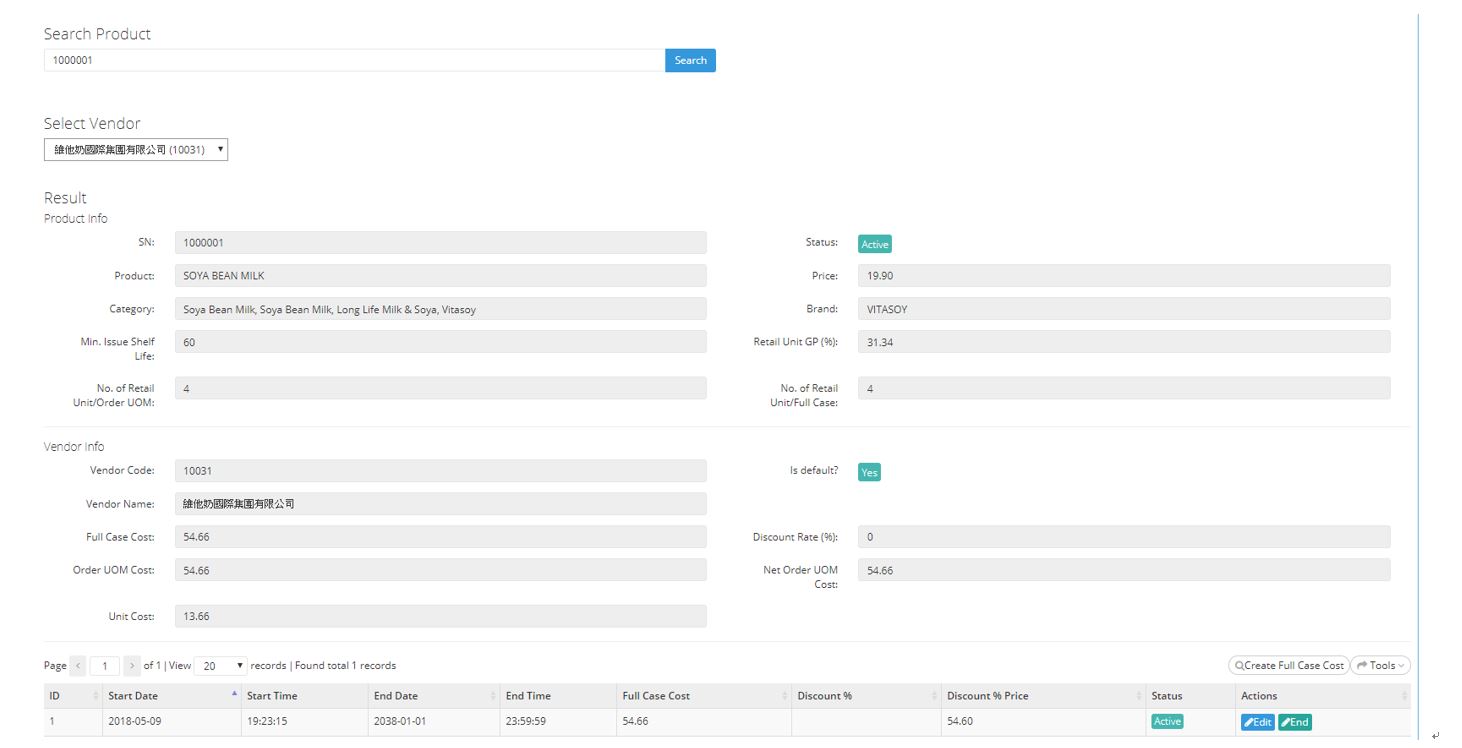 Search Product
1000001 Search
Select Vendor
維他奶國際集團有限公司 (10031)
Result
Product Info
SN: 1000001 Status: Active
Product: SOYA BEAN MILK Price: 19.90
Category: Soya Bean Milk, Soya Bean Milk, Long Life Milk & Soya, Vitasoy Brand: VITASOY
Min. Issue Shelf 60 Retail Unit GP (%): 31.34
Life:
No. of Retail 4 No. of Retail 4
Unit/Order UOM: Unit/Full Case:
Vendor Info
Vendor Code: 10031 Is default? Yes
Vendor Name: 維他奶國際集團有限公司
Full Case Cost: 54.66 Discount Rate (%): 0
Order UOM Cost: 54.66 Net Order UOM 54.66
Cost:
Unit Cost: 13.66
Page < 1 > of 1 | View 20 records | Found total 1 records Create Full Case Cost Tools
ID Start Date Start Time End Date End Time Full Case Cost Discount % Discount % Price Status Actions
1 2018-05-09 19:23:15 2038-01-01 23:59:59 54.66 54.60 Active Edit End